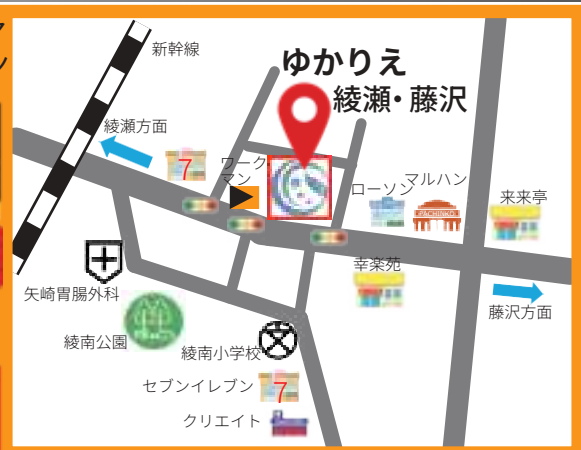 新幹線
ゆかりえ
綾瀬・藤沢
綾瀬方面
7
ワーク
マン
ローソン
マルハン
PACHINKO
来来亭
幸楽苑
藤沢方面
矢崎胃腸外科
綾南公園
綾南小学校
セブンイレブン
7
クリエイト